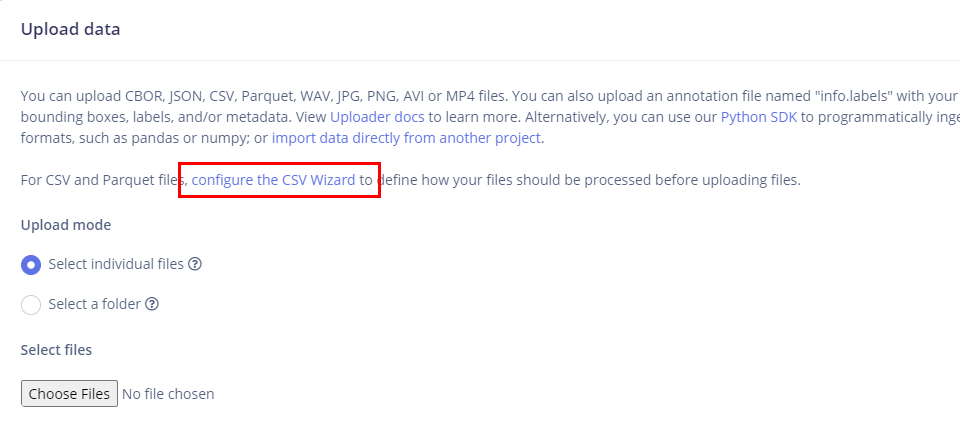 Upload data
You can upload CBOR, JSON, CSV, Parquet, WAV, JPG, PNG, AVI or MP4 files. You can also upload an annotation file named "info.labels" with your
bounding boxes, labels, and/or metadata. View Uploader docs to learn more. Alternatively, you can use our Python SDK to programmatically
formats, such as pandas or numpy; or import data directly from another project.
For CSV and Parquet files, configure the CSV Wizard to define how your files should be processed before uploading files.
Upload mode
Select individual files
Select a folder
Select files
Choose Files No file chosen